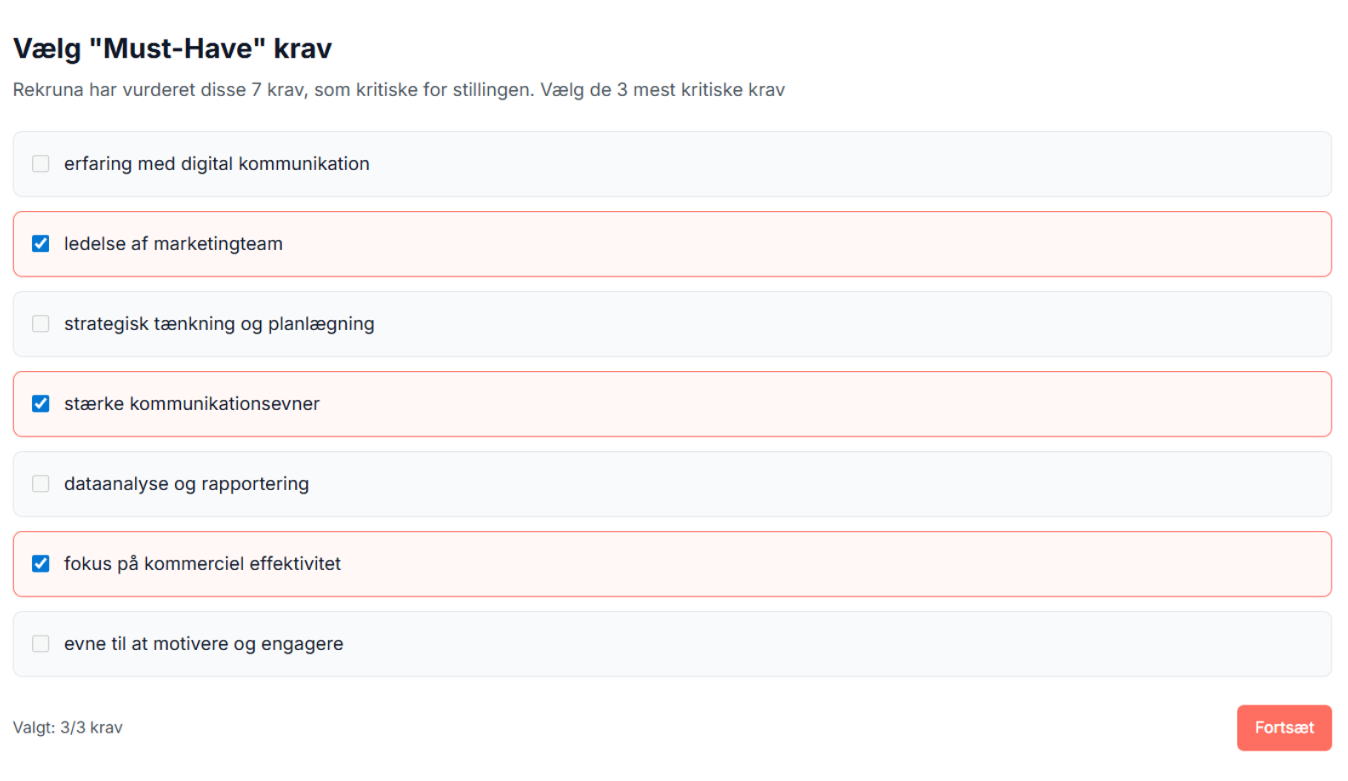 Vælg "Must-Have" krav
Rekruna har vurderet disse 7 krav, som kritiske for stillingen. Vælg de 3 mest kritiske krav
erfaring med digital kommunikation
ledelse af marketingteam
strategisk tænkning og planlægning
stærke kommunikationsevner
dataanalyse og rapportering
fokus på kommerciel effektivitet
evne til at motivere og engagere
Valgt: 3/3 krav
Fortsæt